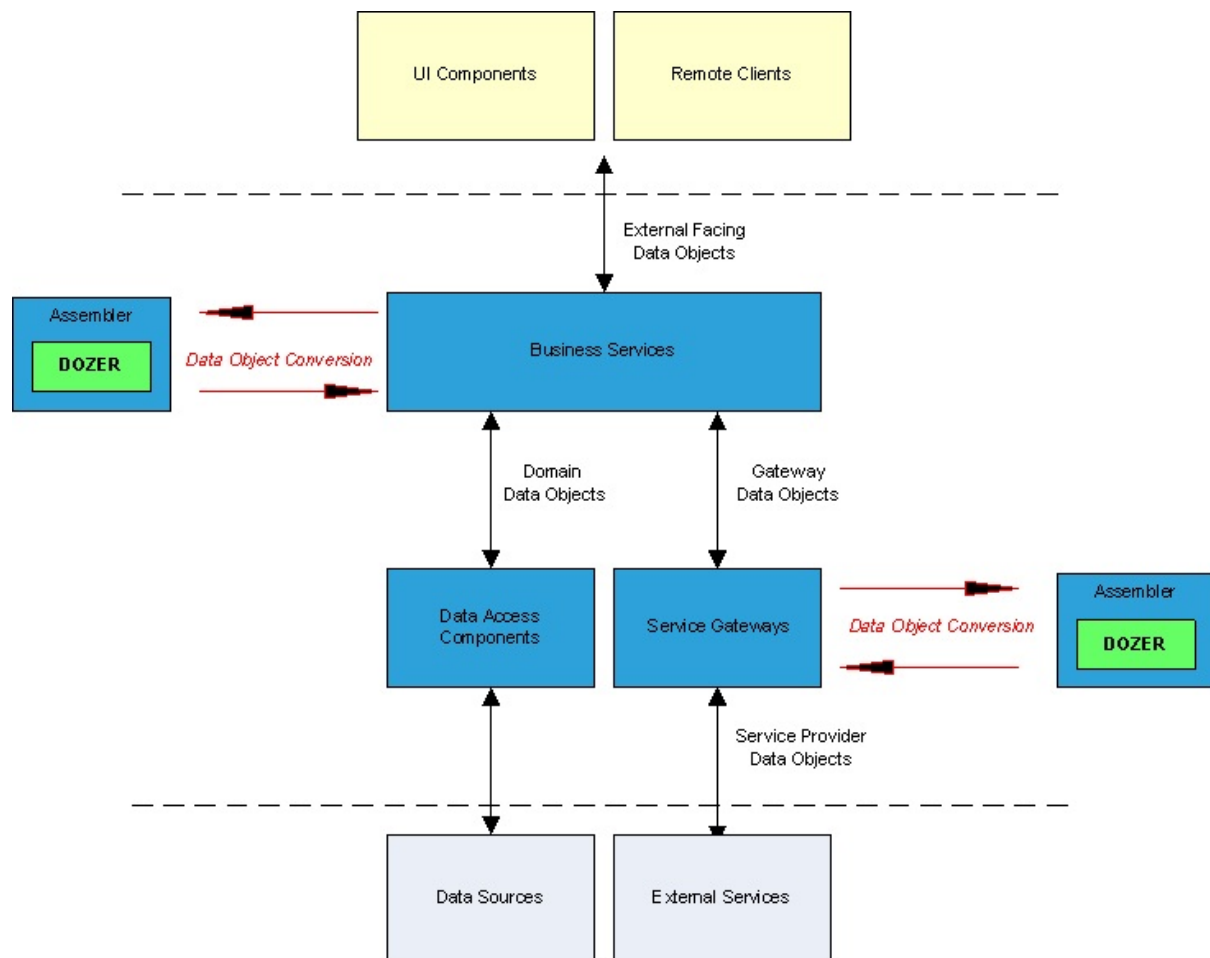 UI Components
Remote Clients
External Facing
Data Objects
Assembler
DOZER
Data Object Conversion
Business Services
Domain
Data Objects
Gateway
Data Objects
Data Access
Components
Service Gateways
Data Object Conversion
Assembler
DOZER
Service Provider
Data Objects
Data Sources
External Services